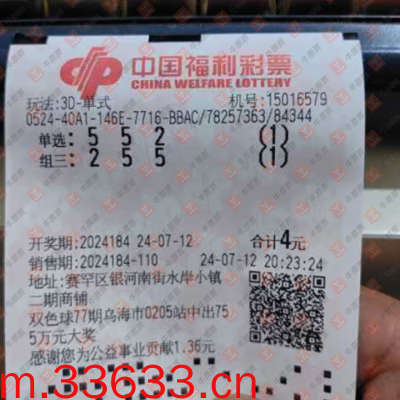 中国福利彩票
CHINA WELFARE LOTTERY
玩法:3D-单式 机号:15016579
0524-40A1-146E-7716-BBAC/78257363/84344
单选: 5 5 2 (1)
组三: 2 5 5 (1)
开奖期:2024184 24-07-12 合计4元
销售期:2024184-110 24-07-12 20:23:24
地址:赛罕区银河南街水岸小镇
二期商铺
双色球77期乌海市0205站中出75
5万元大奖
感谢您为公益事业贡献1.36元
m.33633.cn